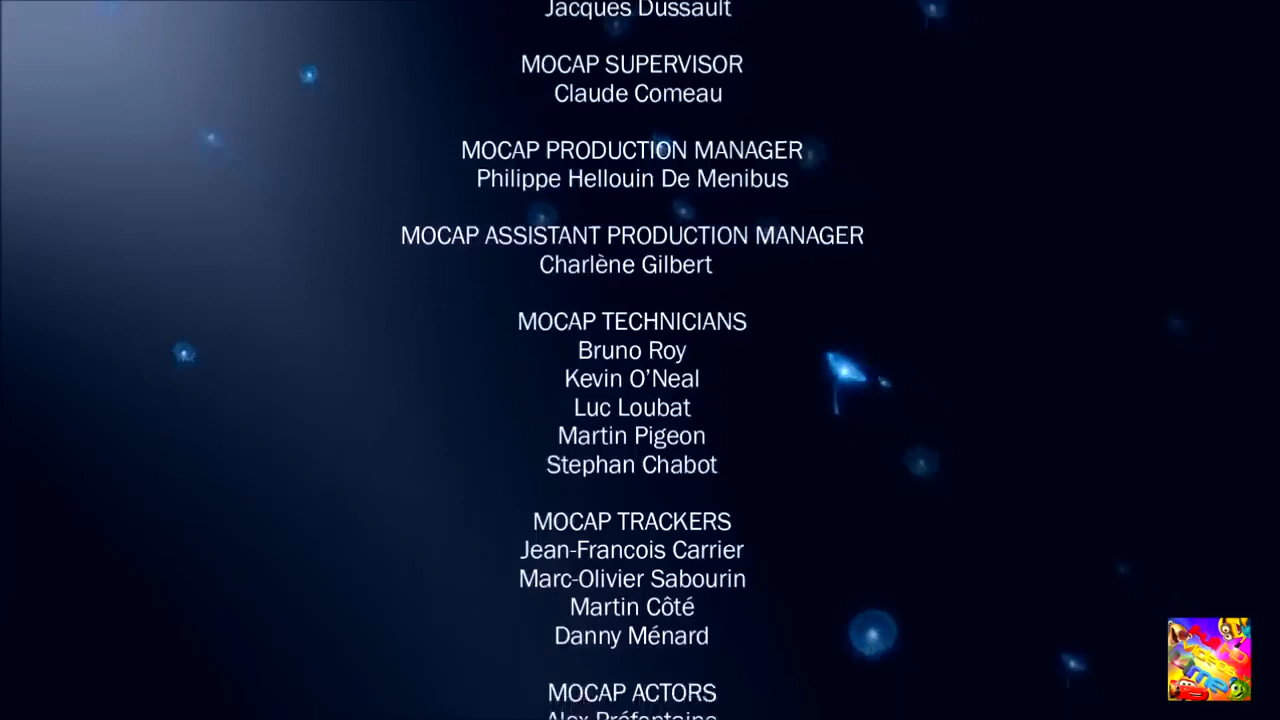 Jacques Dussault
MOCAP SUPERVISOR
Claude Comeau
MOCAP PRODUCTION MANAGER
Philippe Hellouin De Menibus
MOCAP ASSISTANT PRODUCTION MANAGER
Charlène Gilbert
MOCAP TECHNICIANS
Bruno Roy
Kevin O’Neal
Luc Loubat
Martin Pigeon
Stephan Chabot
MOCAP TRACKERS
Jean-Francois Carrier
Marc-Olivier Sabourin
Martin Côté
Danny Ménard
MOCAP ACTORS
Alex Préfontaine